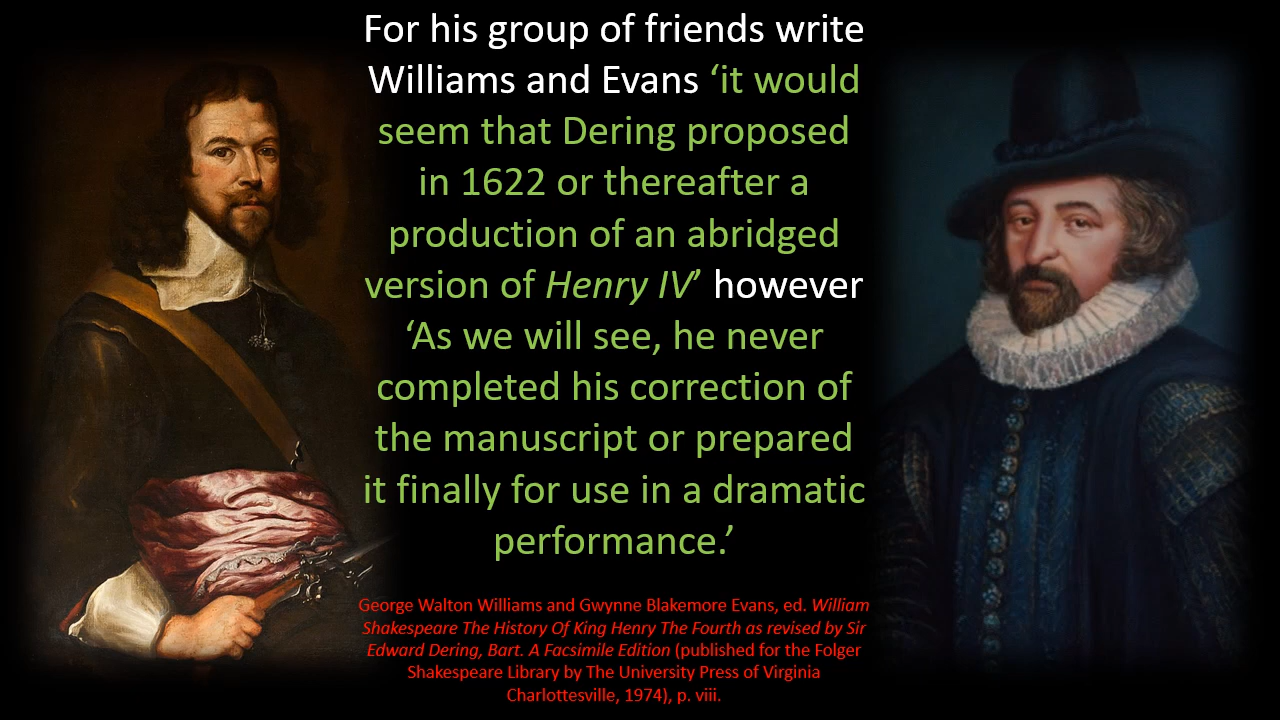 For his group of friends write
Williams and Evans ‘it would
seem that Dering proposed
in 1622 or thereafter a
production of an abridged
version of Henry IV’ however
‘As we will see, he never
completed his correction of
the manuscript or prepared
it finally for use in a dramatic
performance.’
George Walton Williams and Gwynne Blakemore Evans, ed. William
Shakespeare The History Of King Henry The Fourth as revised by Sir
Edward Dering, Bart. A Facsimile Edition (published for the Folger
Shakespeare Library by The University Press of Virginia
Charlottesville, 1974), p. viii.